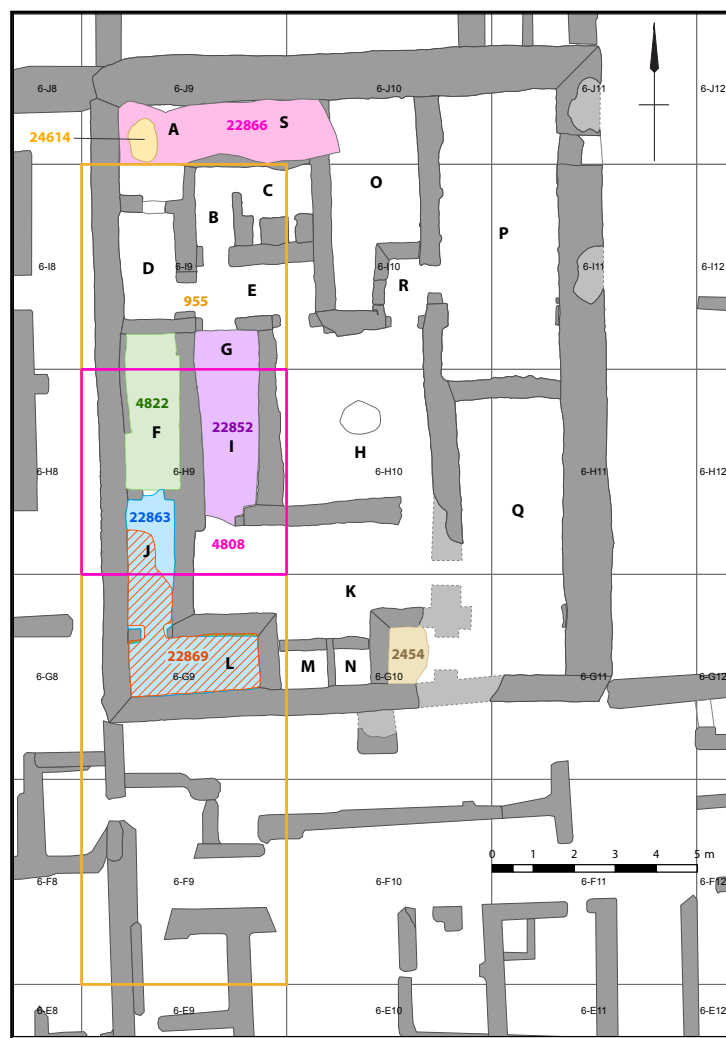 6-J8 6-J9 6-J10 6-J11 6-J12
24614 A 22866 S
C O
B P
D 6-I9 E 6-I10 R
6-I8 6-I11 6-I12
955
G
4822
F 22852 I H
6-H8 6-H9 6-H10 6-H11 6-H12
22863 Q
J 4808
K
22869 L M N 2454
6-G8 6-G9 6-G10 6-G11 6-G12
0 1 2 3 4 5 m
6-F8 6-F9 6-F10 6-F11 6-F12
6-E8 6-E9 6-E10 6-E11 6-E12